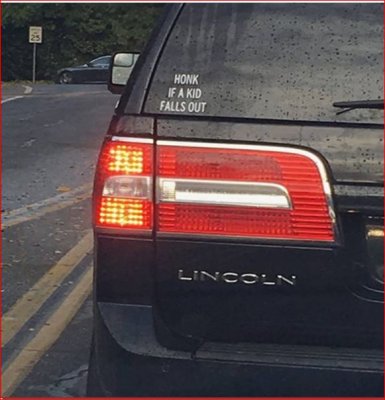 25
HONK
IF A KID
FALLS OUT
LINCOLN